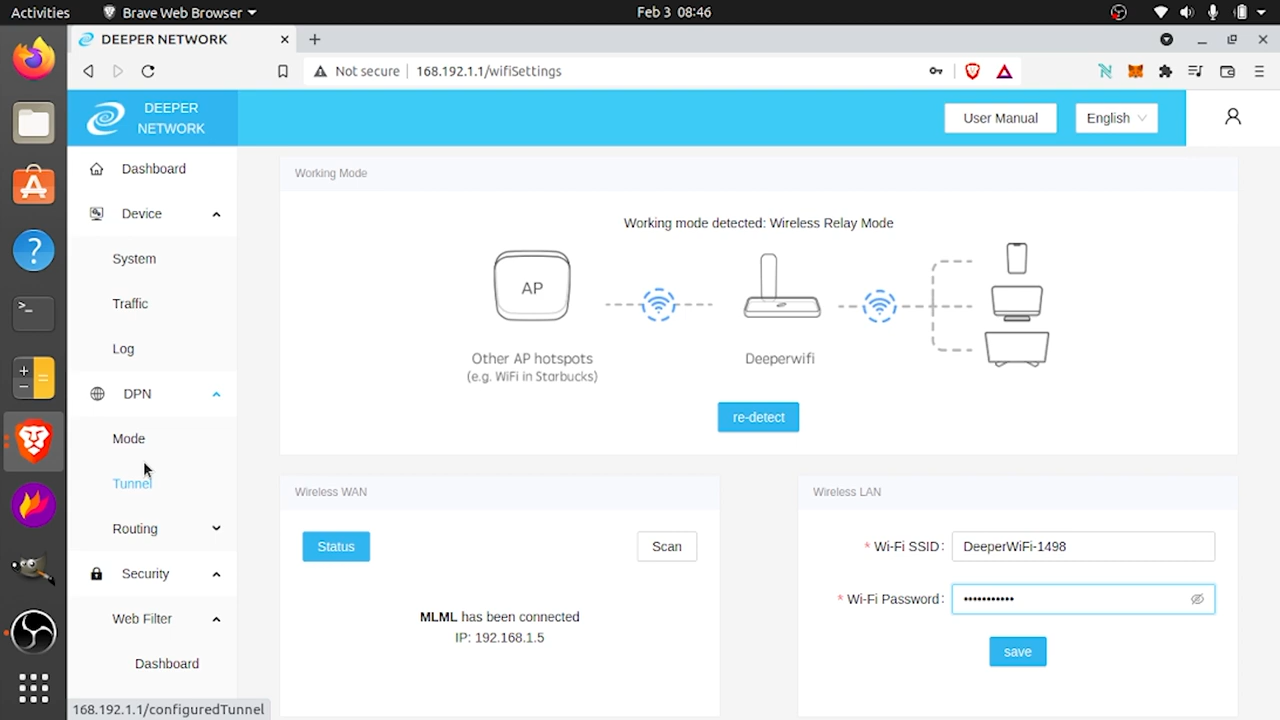 Activities
Brave Web Browser
Feb 3 08:46
DEEPER NETWORK
Not secure
168.192.1.1/wifiSettings
DEEPER
NETWORK
User Manual
English
Dashboard
Device
System
Traffic
Log
DPN
Mode
Tunnel
Routing
Security
Web Filter
Dashboard
168.192.1.1/configuredTunnel
Working Mode
Working mode detected: Wireless Relay Mode
AP
Other AP hotspots
(e.g. WiFi in Starbucks)
Deeperwifi
re-detect
Wireless WAN
Status
Scan
MLML has been connected
IP: 192.168.1.5
Wireless LAN
* Wi-Fi SSID: DeeperWiFi-1498
* Wi-Fi Password: •••••••••••
save